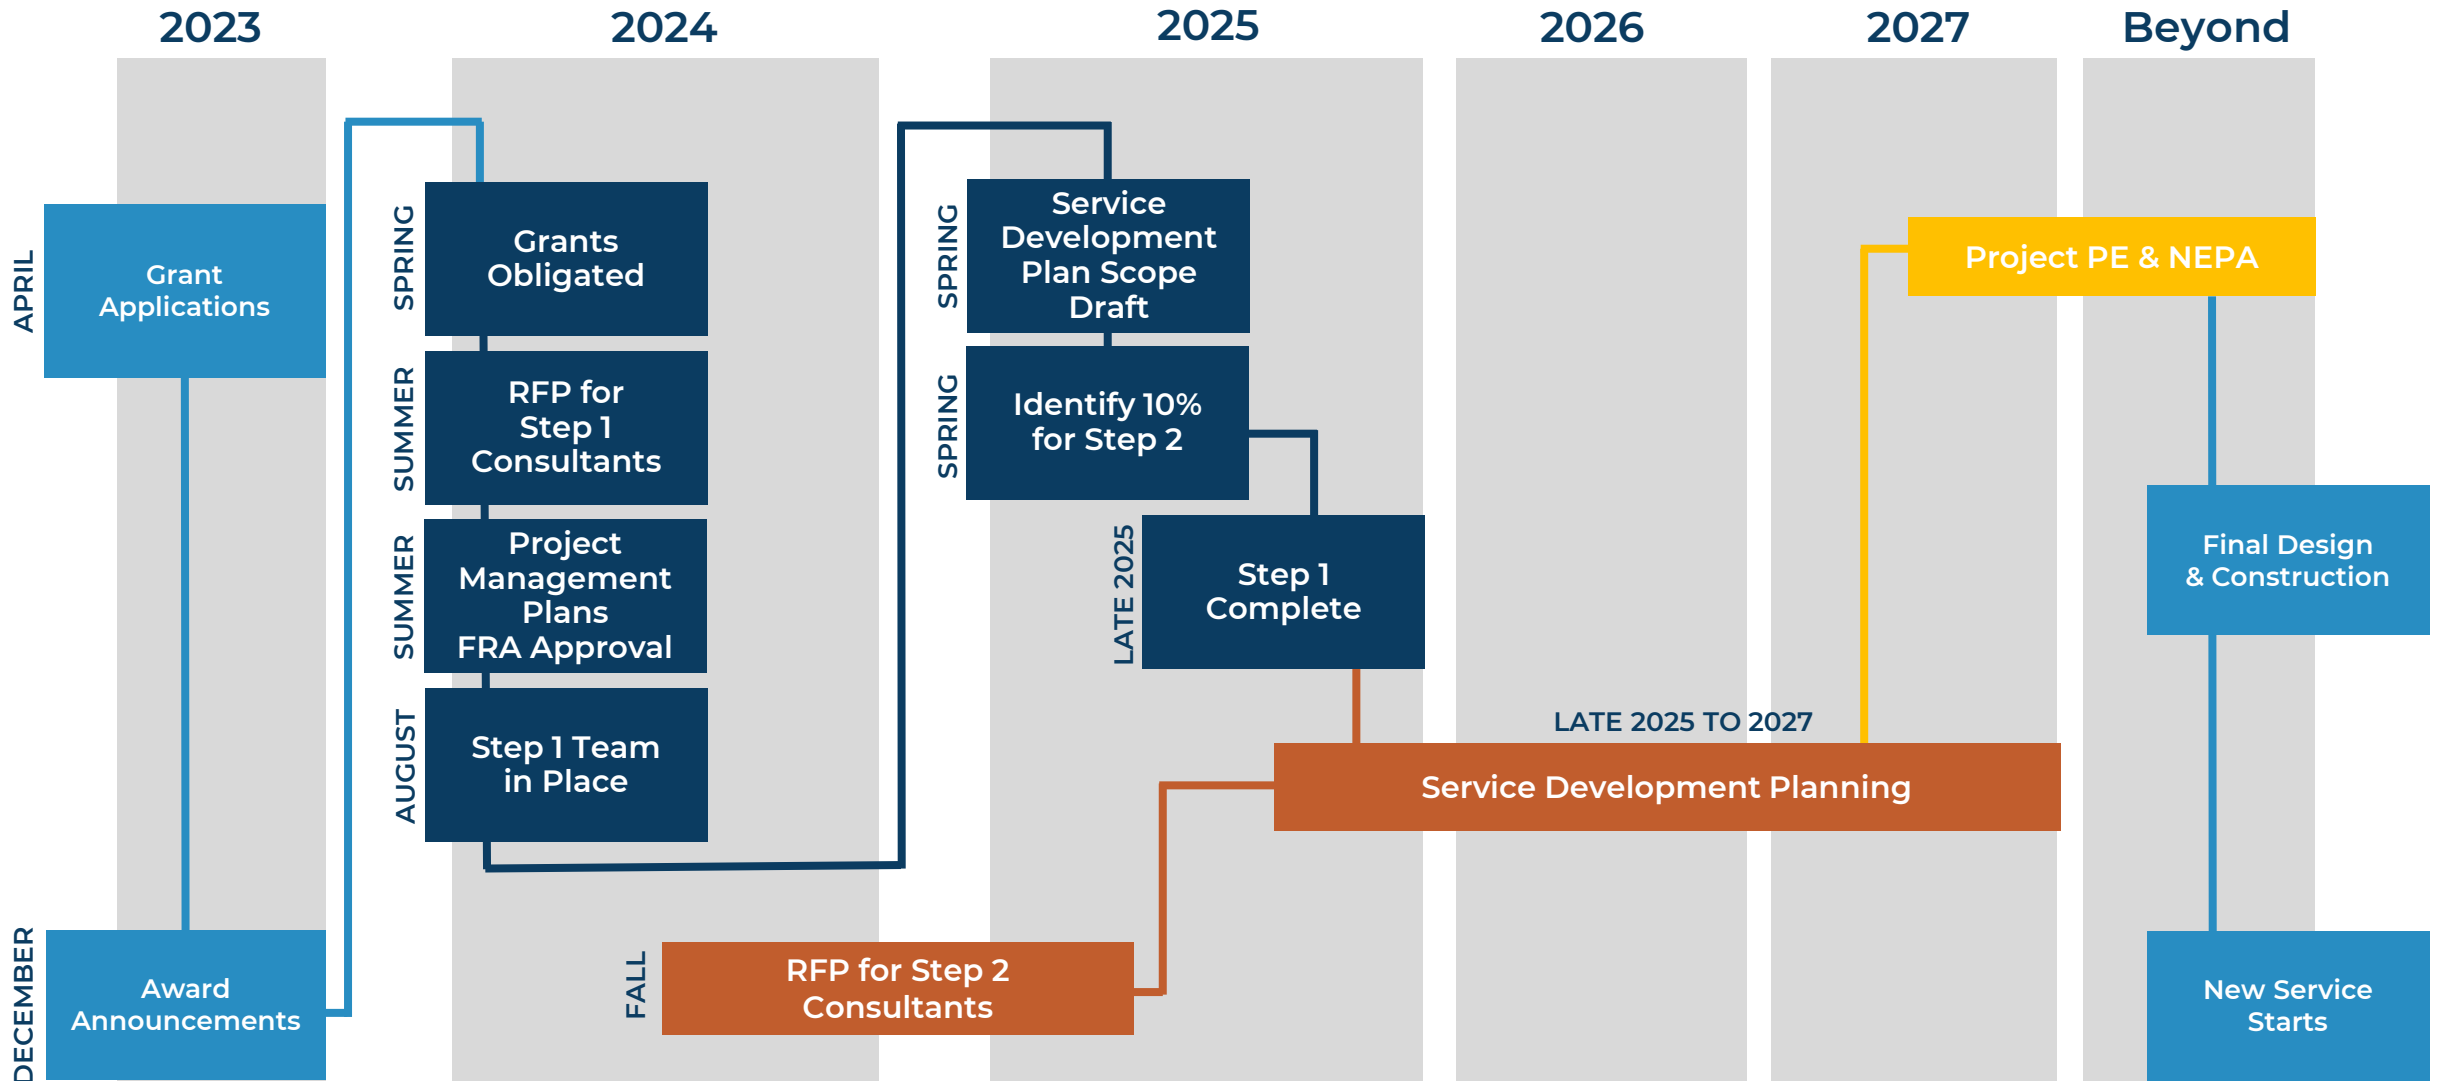 2023
2024
2025
2026
2027
Beyond
APRIL
Grant
Applications
DECEMBER
Award
Announcements
SPRING
Grants
Obligated
SUMMER
RFP for
Step 1
Consultants
SUMMER
Project
Management
Plans
FRA Approval
AUGUST
Step 1 Team
in Place
FALL
RFP for Step 2
Consultants
SPRING
Service
Development
Plan Scope
Draft
SPRING
Identify 10%
for Step 2
LATE 2025
Step 1
Complete
LATE 2025 TO 2027
Service Development Planning
Project PE & NEPA
Final Design
& Construction
New Service
Starts